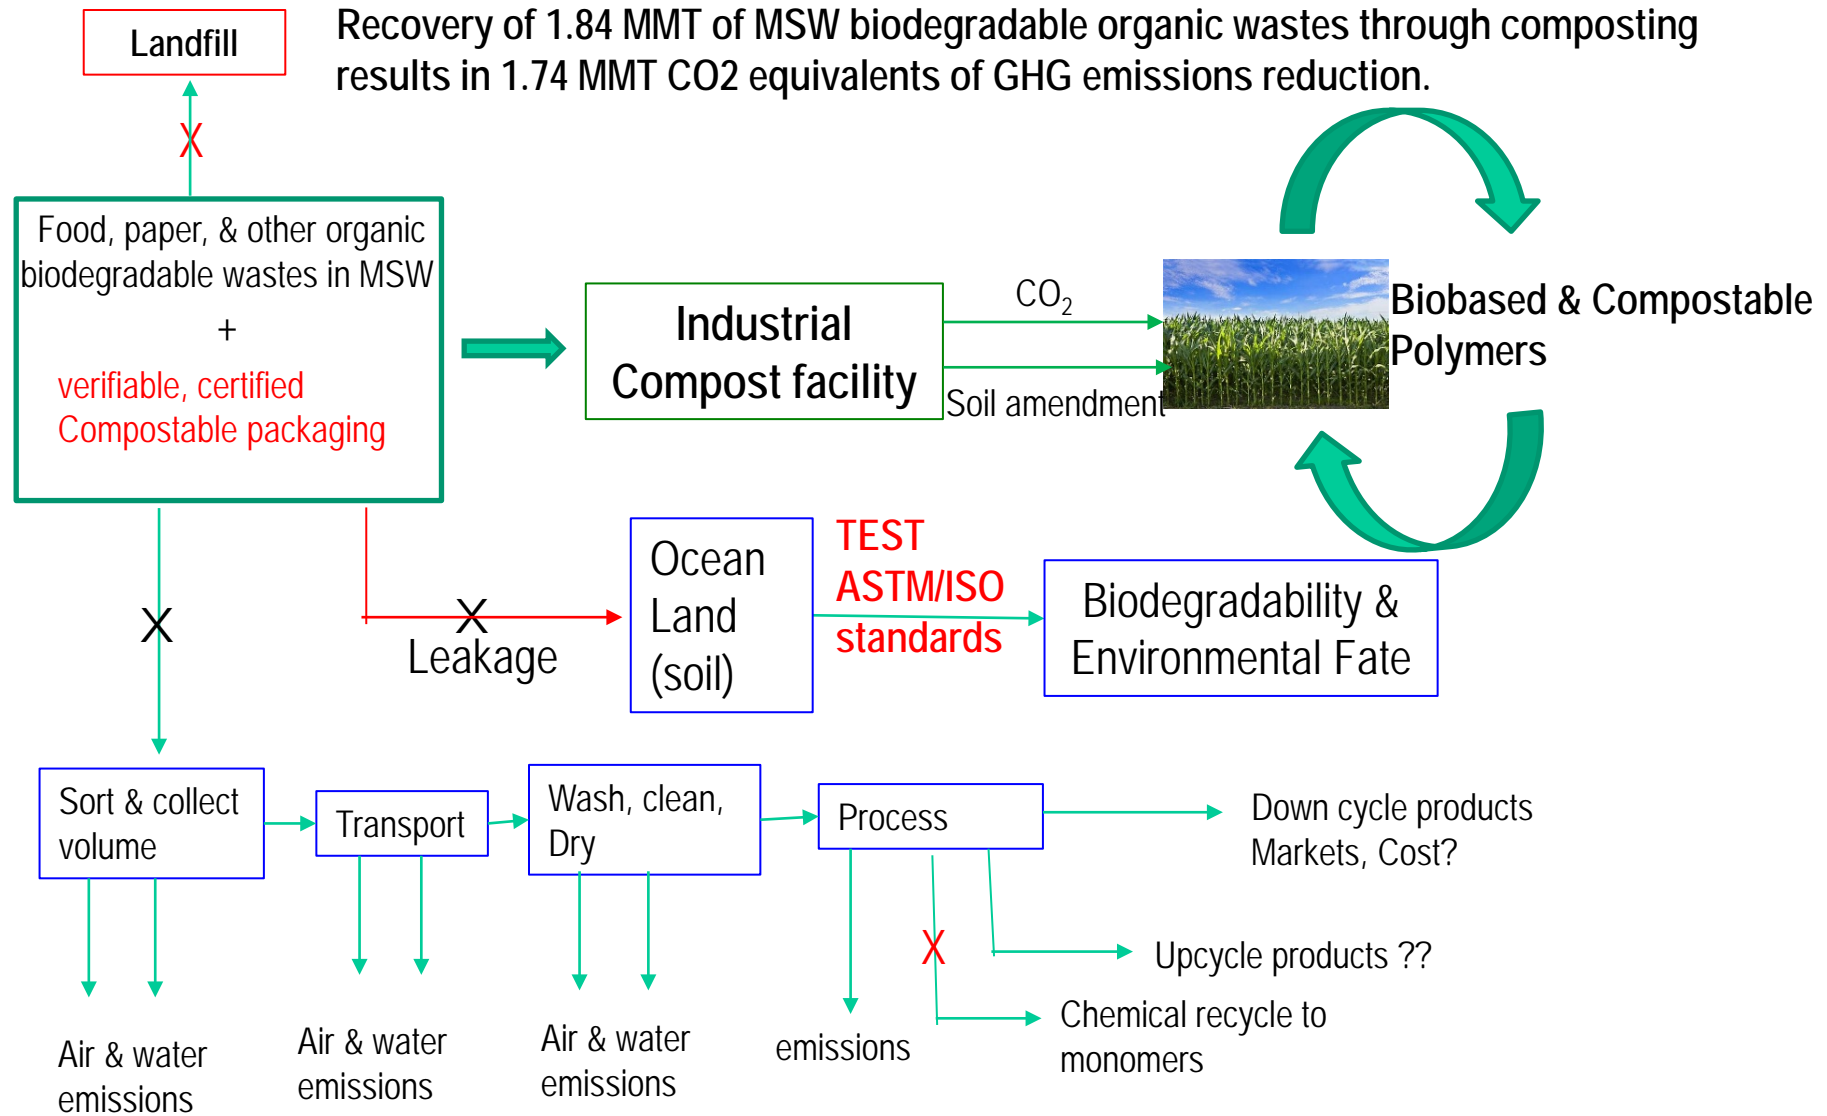 Landfill
Recovery of 1.84 MMT of MSW biodegradable organic wastes through composting
results in 1.74 MMT CO2 equivalents of GHG emissions reduction.
X
Food, paper, & other organic
biodegradable wastes in MSW
+
verifiable, certified
Compostable packaging
Industrial
Compost facility
CO₂
Soil amendment
Biobased & Compostable
Polymers
X
X
Leakage
Ocean
Land
(soil)
TEST
ASTM/ISO
standards
Biodegradability &
Environmental Fate
Sort & collect
volume
Transport
Wash, clean,
Dry
Process
Down cycle products
Markets, Cost?
X
Upcycle products ??
Chemical recycle to
monomers
Air & water
emissions
Air & water
emissions
Air & water
emissions
emissions